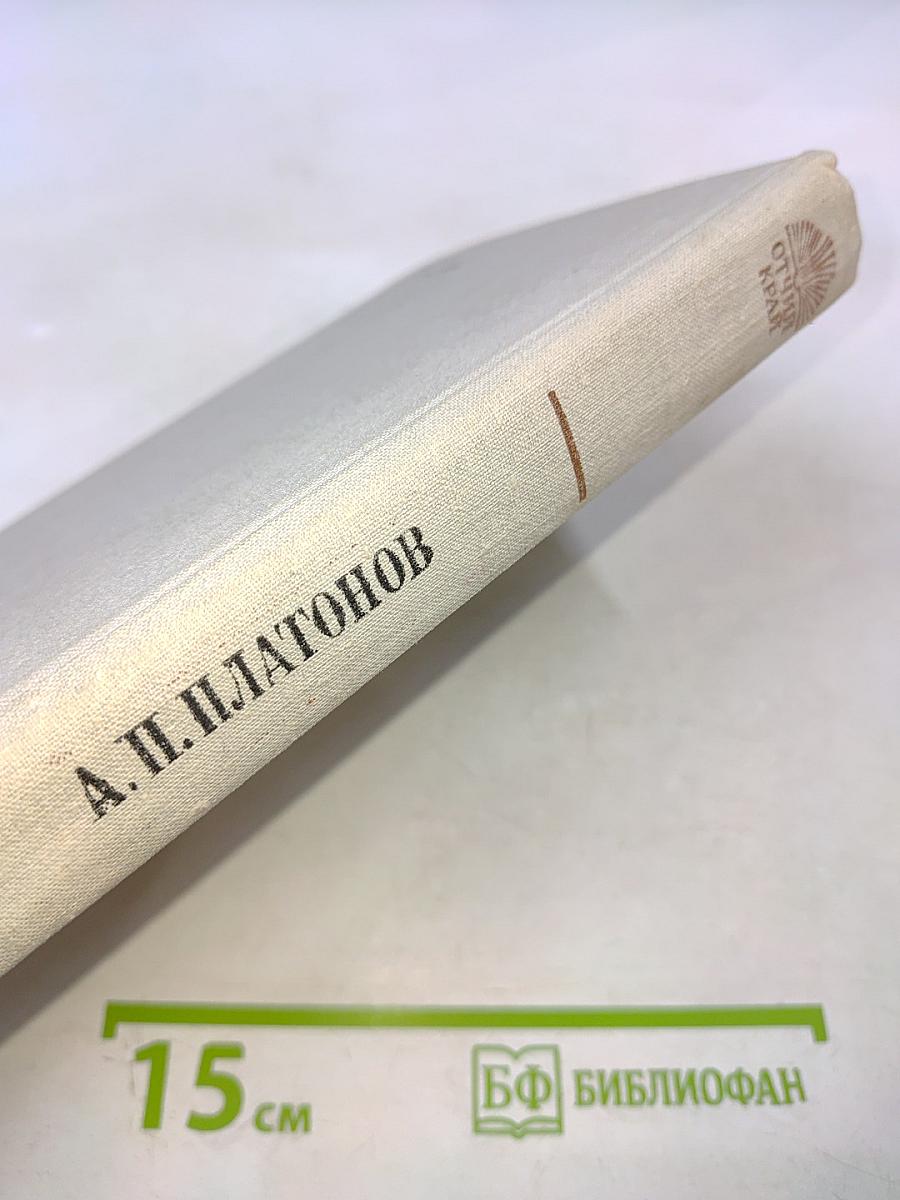 ОТЧИЙ
КРАЙ
А.П.ПЛАТОНОВ
15 см
БФ БИБЛИОФАН